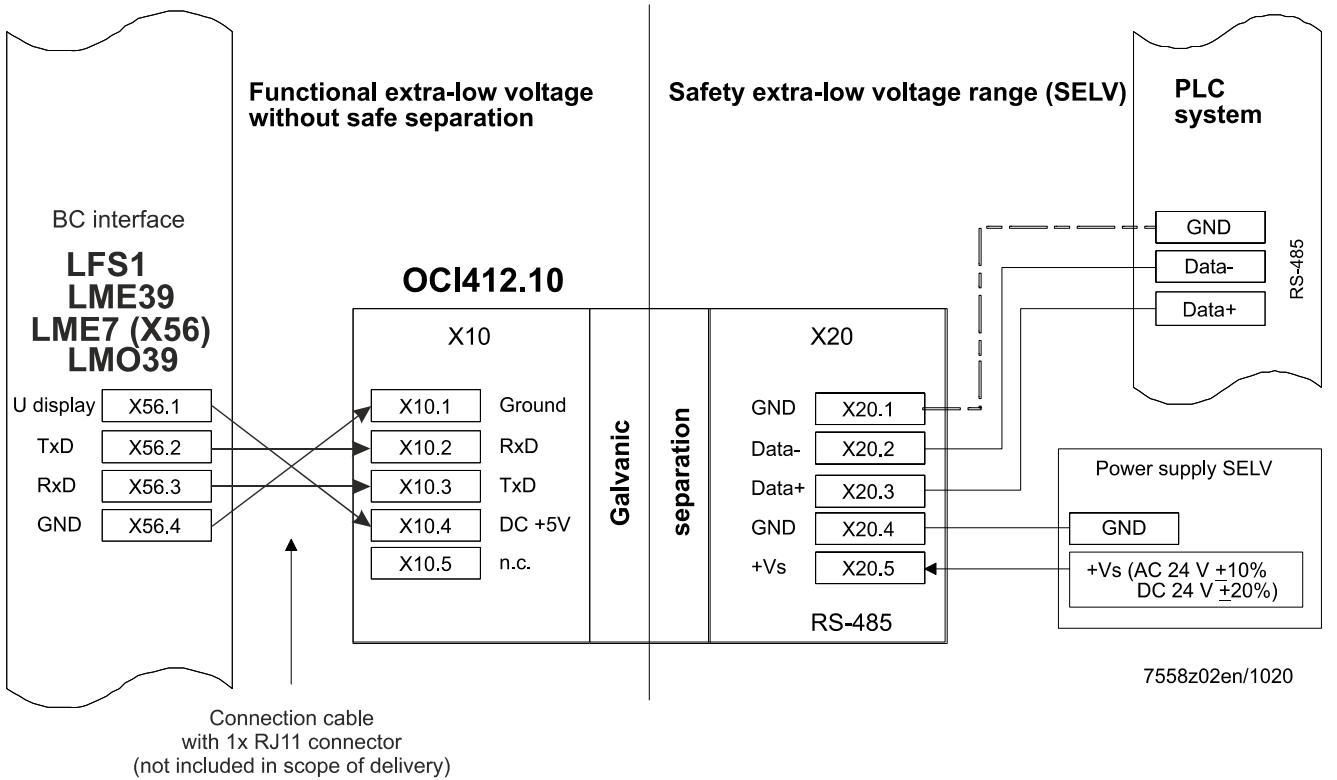 Functional extra-low voltage
without safe separation
Safety extra-low voltage range (SELV)
PLC
system
BC interface
LFS1
LME39
LME7 (X56)
LMO39
U display
X56.1
TxD
X56.2
RxD
X56.3
GND
X56.4
OCI412.10
X10
X10.1
Ground
X10.2
RxD
X10.3
TxD
X10.4
DC +5V
X10.5
n.c.
Galvanic
separation
X20
GND
X20.1
Data-
X20.2
Data+
X20.3
GND
X20.4
+Vs
X20.5
RS-485
GND
Data-
Data+
RS-485
Power supply SELV
GND
+Vs (AC 24 V ±10%
DC 24 V ±20%)
7558z02en/1020
Connection cable
with 1x RJ11 connector
(not included in scope of delivery)